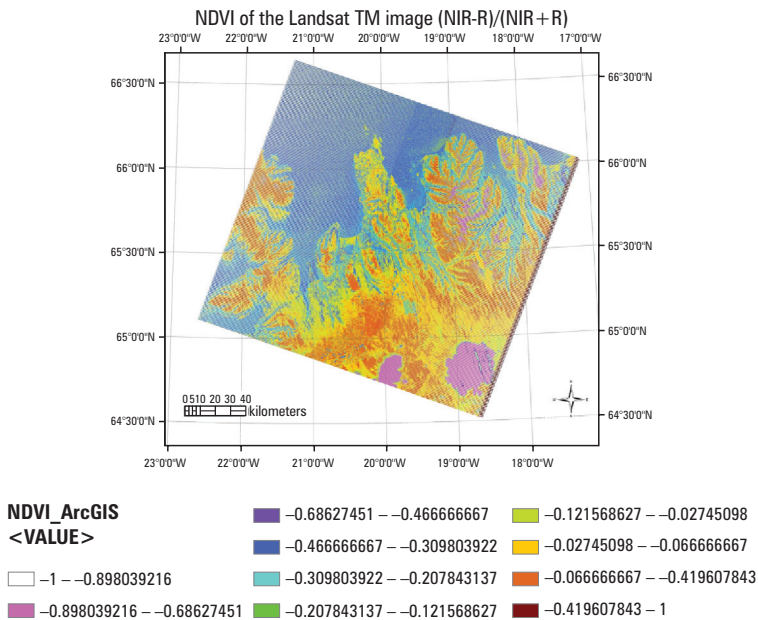 NDVI of the Landsat TM image (NIR-R)/(NIR+R)
23°0'0"W 22°0'0"W 21°0'0"W 20°0'0"W 19°0'0"W 18°0'0"W 17°0'0"W
66°30'0"N 66°30'0"N
66°0'0"N 66°0'0"N
65°30'0"N 65°30'0"N
65°0'0"N 65°0'0"N
0 5 10 20 30 40
kilometers
64°30'0"N 64°30'0"N
23°0'0"W 22°0'0"W 21°0'0"W 20°0'0"W 19°0'0"W 18°0'0"W
NDVI_ArcGIS
<VALUE>
–1 – –0.898039216
–0.898039216 – –0.68627451
–0.68627451 – –0.466666667
–0.466666667 – –0.309803922
–0.309803922 – –0.207843137
–0.207843137 – –0.121568627
–0.121568627 – –0.02745098
–0.02745098 – –0.066666667
–0.066666667 – –0.419607843
–0.419607843 – 1